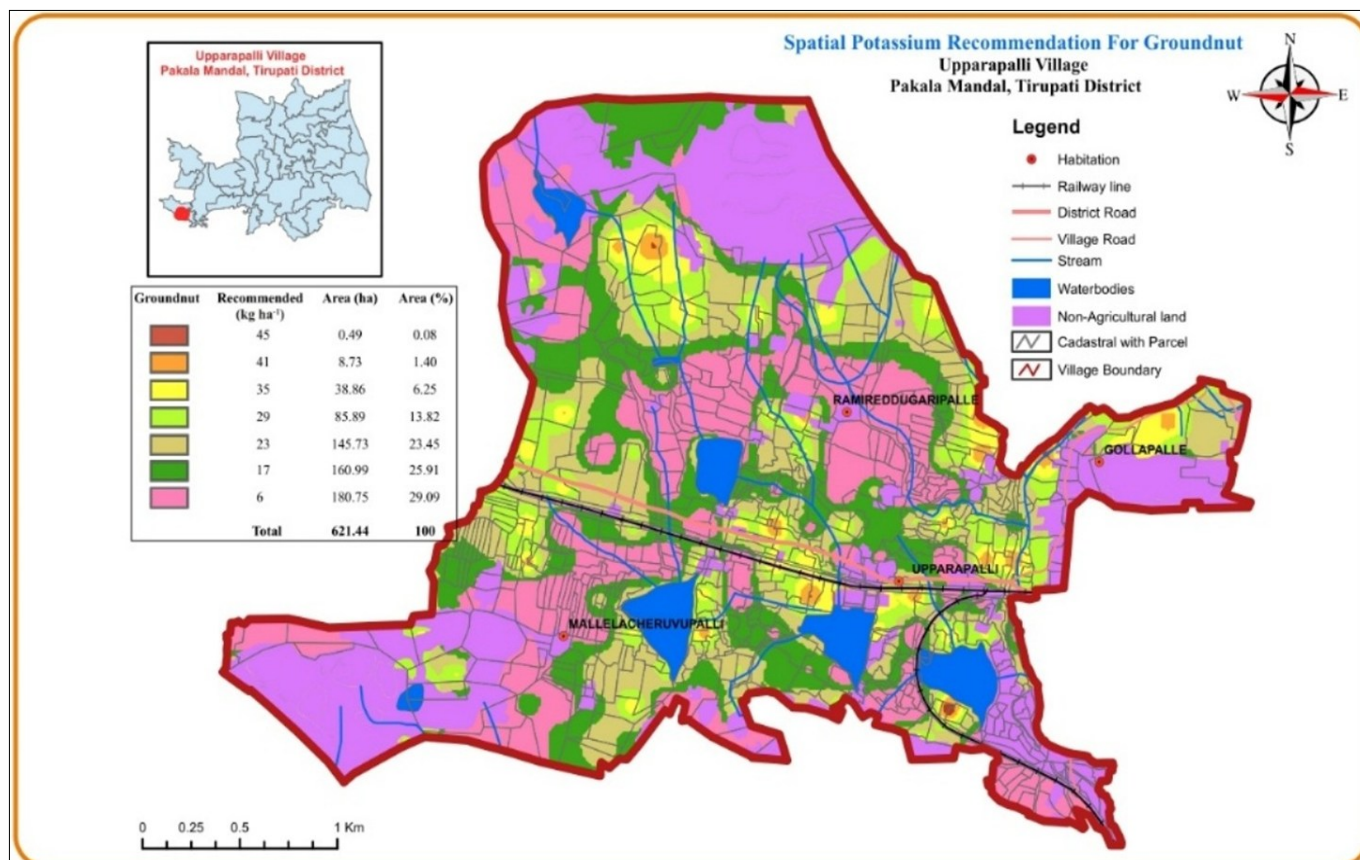 Upparapalli Village
Pakala Mandal, Tirupati District
Spatial Potassium Recommendation For Groundnut
Upparapalli Village
Pakala Mandal, Tirupati District
N
W E
S
Legend
Habitation
Railway line
District Road
Village Road
Stream
Waterbodies
Non-Agricultural land
Cadastral with Parcel
Village Boundary
Groundnut Recommended Area (ha) Area (%)
(kg ha⁻¹)
45 0.49 0.08
41 8.73 1.40
35 38.86 6.25
29 85.89 13.82
23 145.73 23.45
17 160.99 25.91
6 180.75 29.09
Total 621.44 100
RAMIREDDUGARIPALLE
GOLLAPALLE
UPPARAPALLI
MALLELACHERUVUPALLI
0 0.25 0.5 1 Km